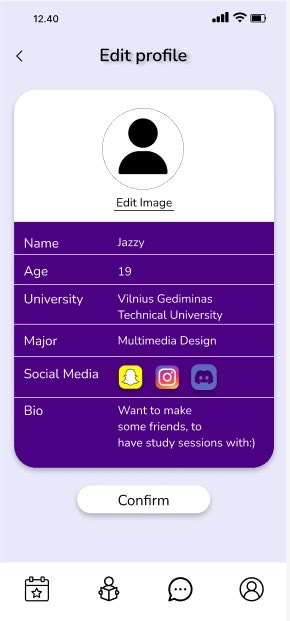 12.40
Edit profile
Edit Image
Name Jazzy
Age 19
University Vilnius Gediminas
Technical University
Major Multimedia Design
Social Media
Bio Want to make
some friends, to
have study sessions with:)
Confirm